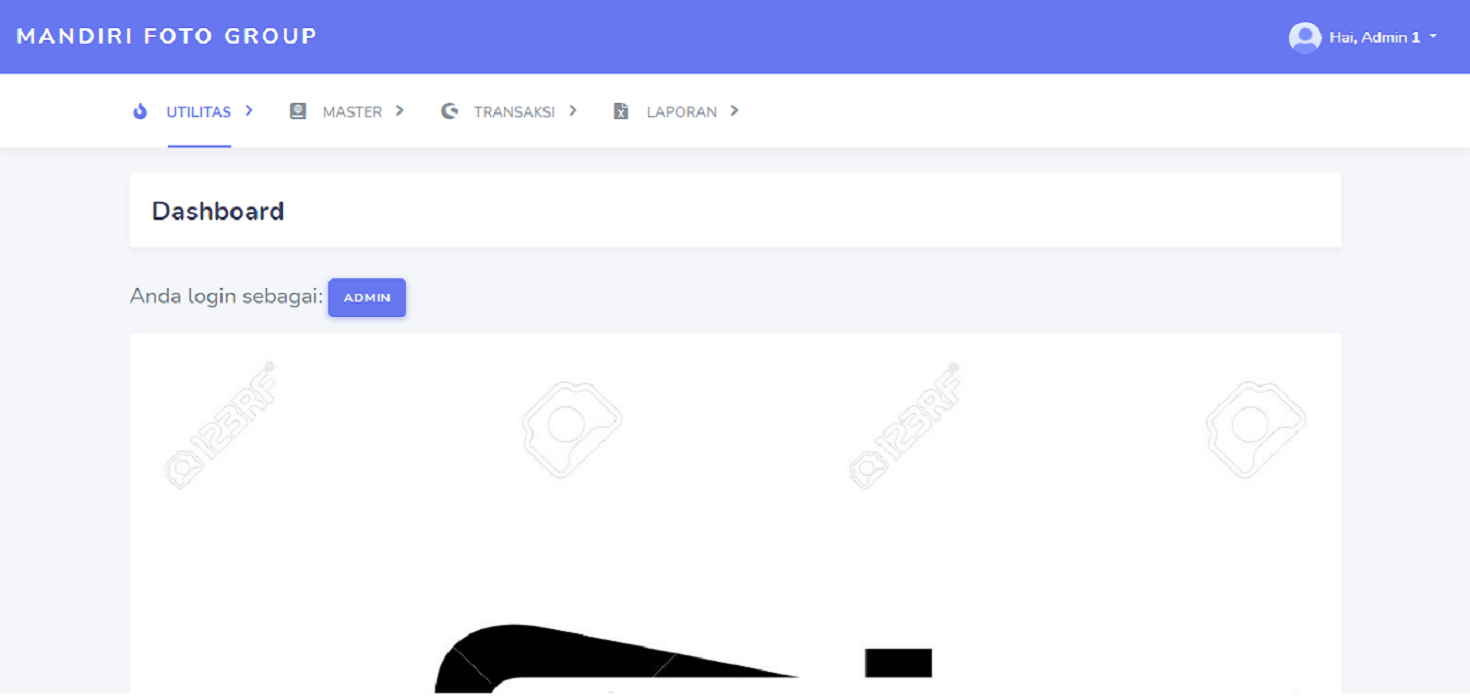 MANDIRI FOTO GROUP
Hai, Admin 1
UTILITAS MASTER TRANSAKSI LAPORAN
Dashboard
Anda login sebagai: ADMIN
123RF 123RF